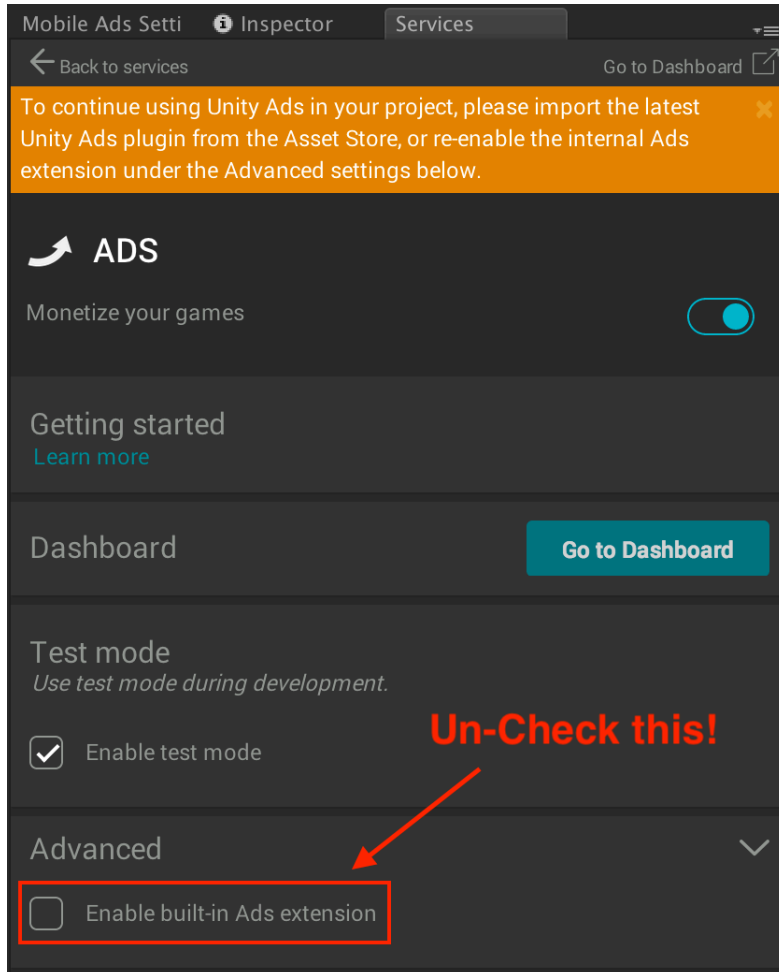 Mobile Ads Setti Inspector Services
Back to services Go to Dashboard
To continue using Unity Ads in your project, please import the latest
Unity Ads plugin from the Asset Store, or re-enable the internal Ads
extension under the Advanced settings below.
ADS
Monetize your games
Getting started
Learn more
Dashboard Go to Dashboard
Test mode
Use test mode during development.
Un-Check this!
Enable test mode
Advanced
Enable built-in Ads extension